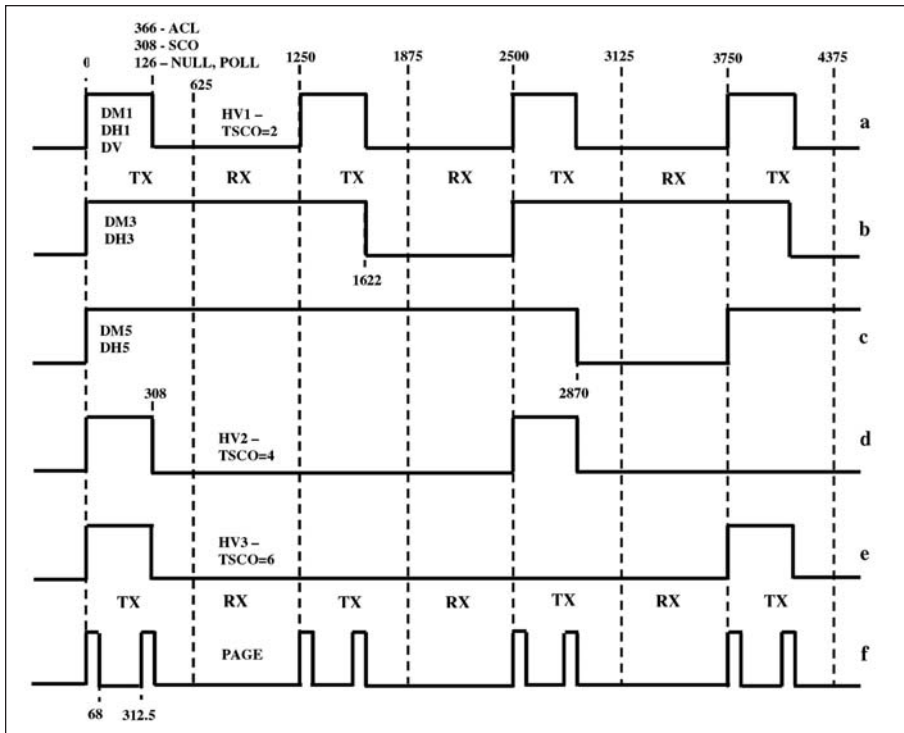 366 - ACL
308 - SCO
126 – NULL, POLL
0
625
1250
1875
2500
3125
3750
4375
DM1
DH1
DV
HV1 –
TSCO=2
a
TX
RX
TX
RX
TX
RX
TX
DM3
DH3
b
1622
DM5
DH5
c
308
2870
HV2 –
TSCO=4
d
HV3 –
TSCO=6
e
TX
RX
TX
RX
TX
RX
TX
PAGE
f
68
312.5